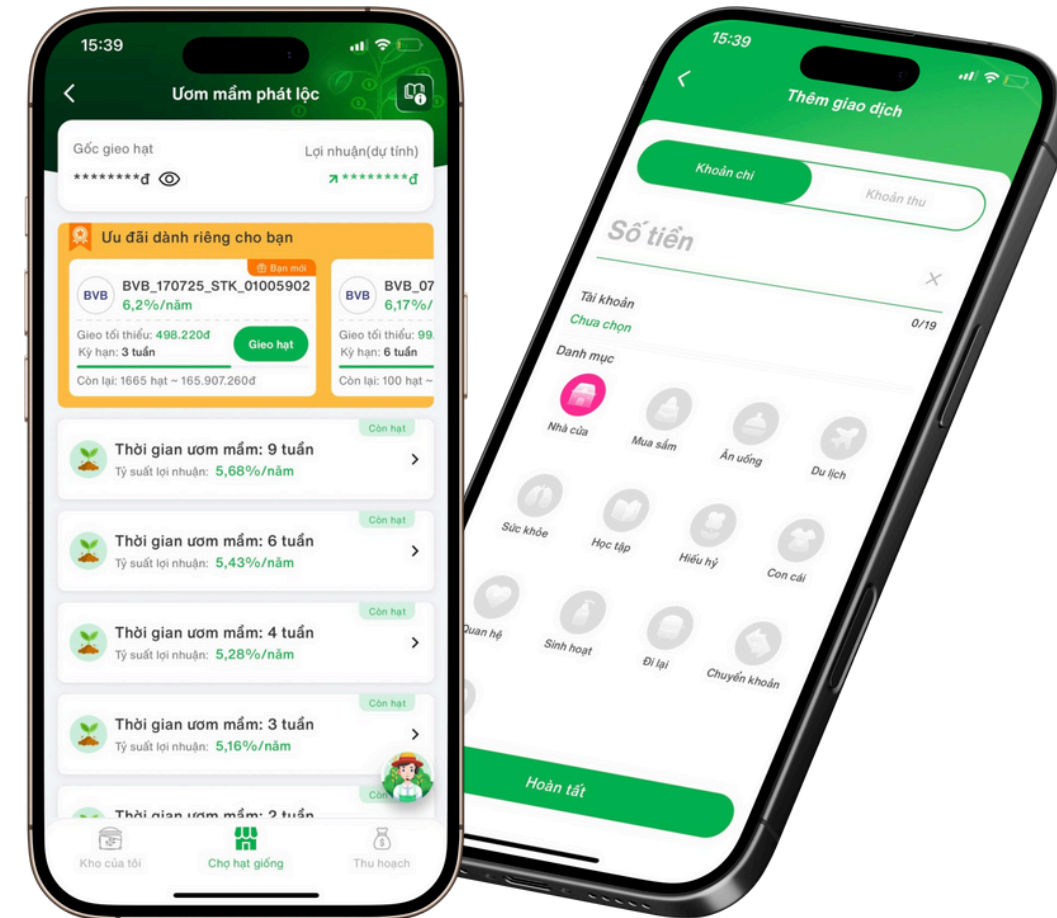 15:39
Ươm mầm phát lộc
Gốc gieo hạt
Lợi nhuận(dự tính)
********đ
********đ
Ưu đãi dành riêng cho bạn
Bạn mới
BVB
BVB_170725_STK_01005902
6,2%/năm
Gieo tối thiểu: 498.220đ
Kỳ hạn: 3 tuần
Gieo hạt
Còn lại: 1665 hạt ~ 165.907.260đ
BVB
BVB_07
6,17%/
Gieo tối thiểu: 99.
Kỳ hạn: 6 tuần
Còn lại: 100 hạt ~
Còn hạt
Thời gian ươm mầm: 9 tuần
Tỷ suất lợi nhuận: 5,68%/năm
Còn hạt
Thời gian ươm mầm: 6 tuần
Tỷ suất lợi nhuận: 5,43%/năm
Còn hạt
Thời gian ươm mầm: 4 tuần
Tỷ suất lợi nhuận: 5,28%/năm
Còn hạt
Thời gian ươm mầm: 3 tuần
Tỷ suất lợi nhuận: 5,16%/năm
Còn
Thời gian ươm mầm: 2 tuần
Kho của tôi
Chợ hạt giống
Thu hoạch
15:39
Thêm giao dịch
Khoản chi
Khoản thu
Số tiền
0/19
Tài khoản
Chưa chọn
Danh mục
Nhà cửa
Mua sắm
Ăn uống
Du lịch
Sức khỏe
Học tập
Hiếu hỷ
Con cái
Quan hệ
Sinh hoạt
Đi lại
Chuyển khoản
Hoàn tất